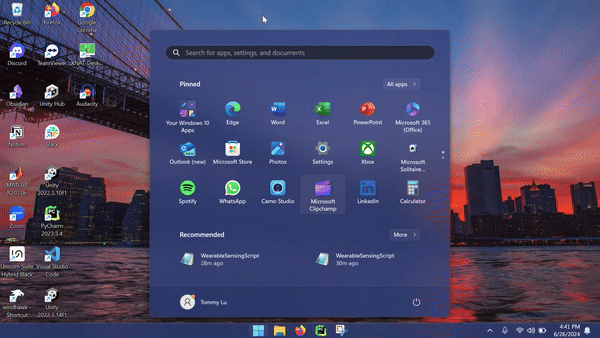 Recycle Bin
Firefox
Google
Chrome
Discord
TeamViewer...
XNAT-Desk...
Obsidian
Unity Hub
Audacity
Notion
Slack
MATLAB
R2023b
Unity
2022.3.10f1
Zoom
PyCharm
2023.3.4
Unicorn Suite
Hybrid Black
Visual Studio
Code
windhawk -
Shortcut
Unity
2022.3.14f1
Search for apps, settings, and documents
Pinned
All apps >
Your Windows 10
Apps
Edge
Word
Excel
PowerPoint
Microsoft 365
(Office)
Outlook (new)
Microsoft Store
Photos
Settings
Xbox
Microsoft
Solitaire...
Spotify
WhatsApp
Camo Studio
Microsoft
Clipchamp
LinkedIn
Calculator
Recommended
More >
WearableSensingScript
28m ago
WearableSensingScript
30m ago
Tommy Lu
4:41 PM
6/26/2024